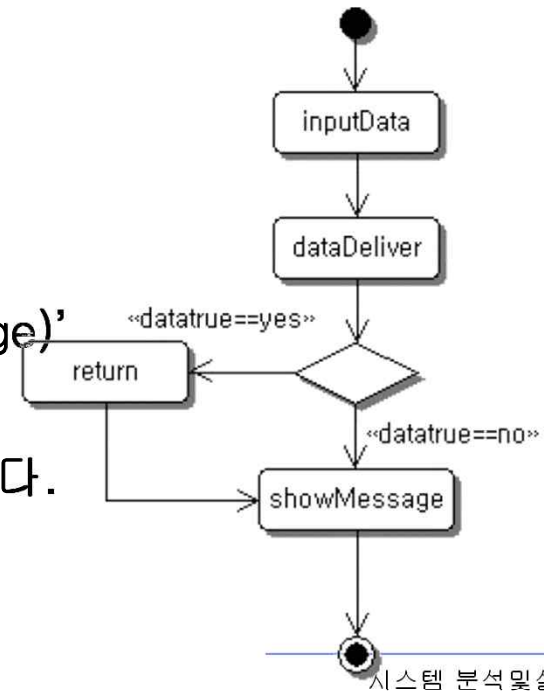 inputData
dataDeliver
«datatrue==yes»
ge)’
return
«datatrue==no»
다.
showMessage
시스템 분석및설